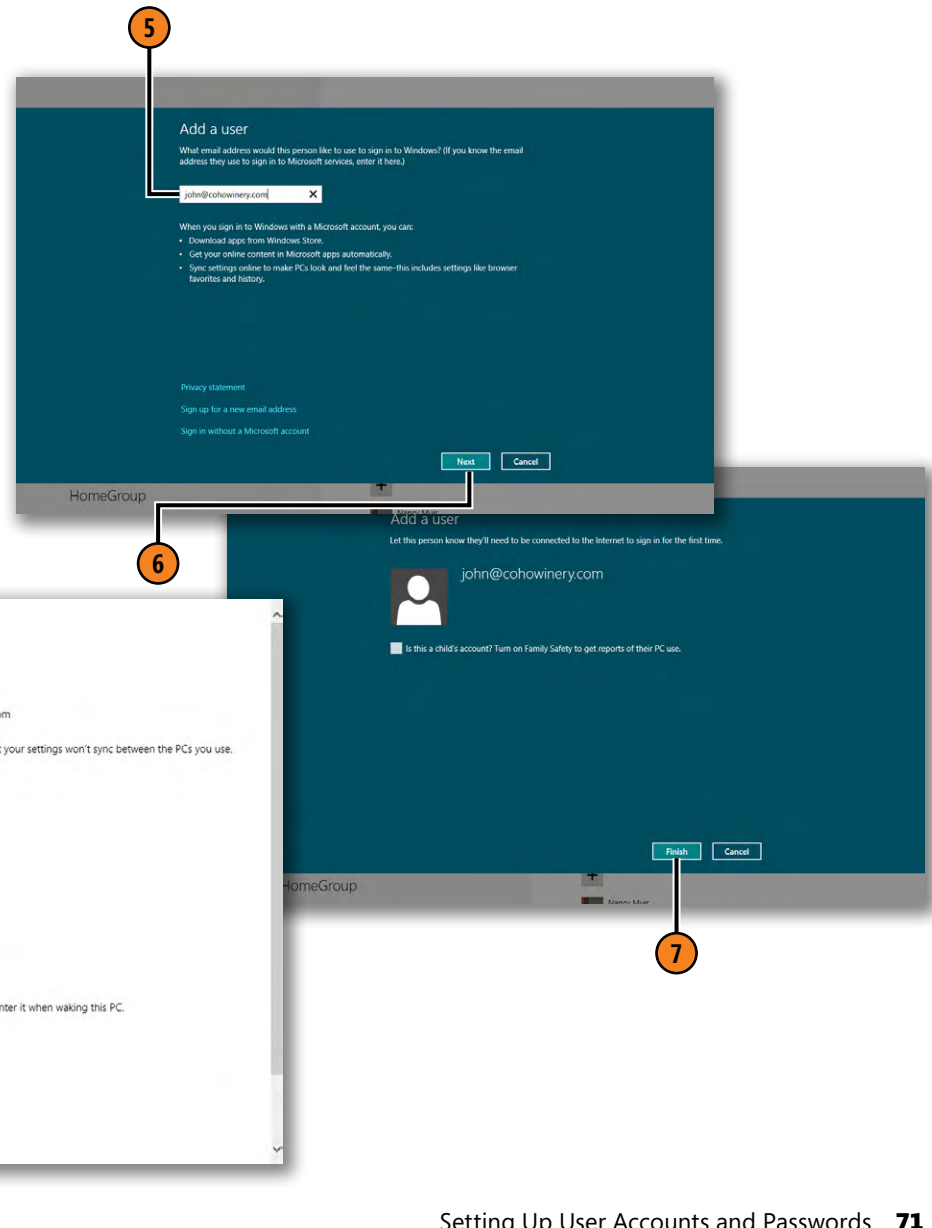 5
Add a user
What email address would this person like to use to sign in to Windows? (If you know the email
address they use to sign in to Microsoft services, enter it here.)
john@cohowinery.com
When you sign in to Windows with a Microsoft account, you can:
• Download apps from Windows Store.
• Get your online content in Microsoft apps automatically.
• Sync settings online to make PCs look and feel the same–this includes settings like browser
favorites and history.
Privacy statement
Sign up for a new email address
Sign in without a Microsoft account
Next Cancel
HomeGroup
Nancy Muir
6
Add a user
Let this person know they'll need to be connected to the Internet to sign in for the first time.
john@cohowinery.com
Is this a child's account? Turn on Family Safety to get reports of their PC use.
Finish Cancel
HomeGroup
Nancy Muir
7
om
your settings won't sync between the PCs you use.
nter it when waking this PC.
Setting Up User Accounts and Passwords 71